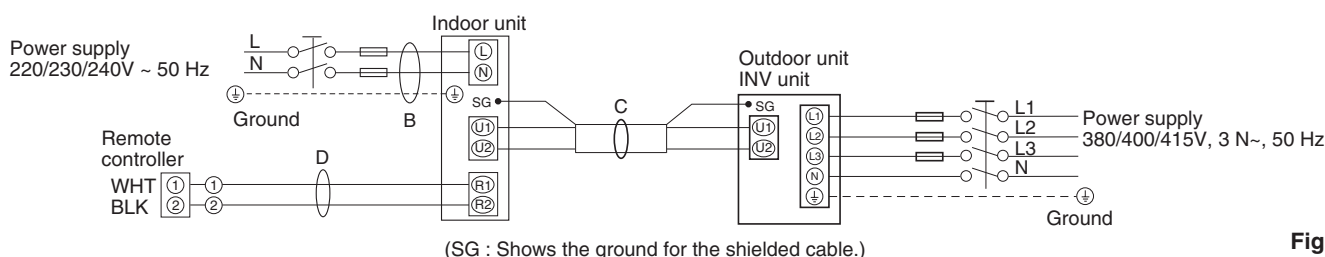 Indoor unit
Power supply
220/230/240V ~ 50 Hz
L
N
L
N
Ground
B
SG
C
Outdoor unit
INV unit
SG
U1
U2
U1
U2
L1
L2
L3
N
L1
L2
L3
N
Power supply
380/400/415V, 3 N~, 50 Hz
Ground
Remote
controller
D
WHT 1 1
BLK 2 2
R1
R2
(SG : Shows the ground for the shielded cable.)
Fig